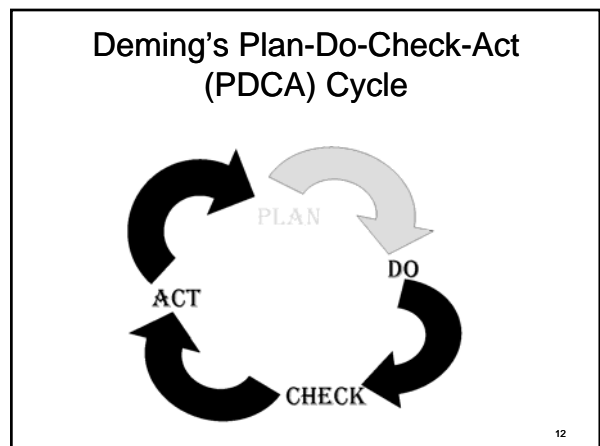 Deming's Plan-Do-Check-Act
(PDCA) Cycle
PLAN
DO
ACT
CHECK
12